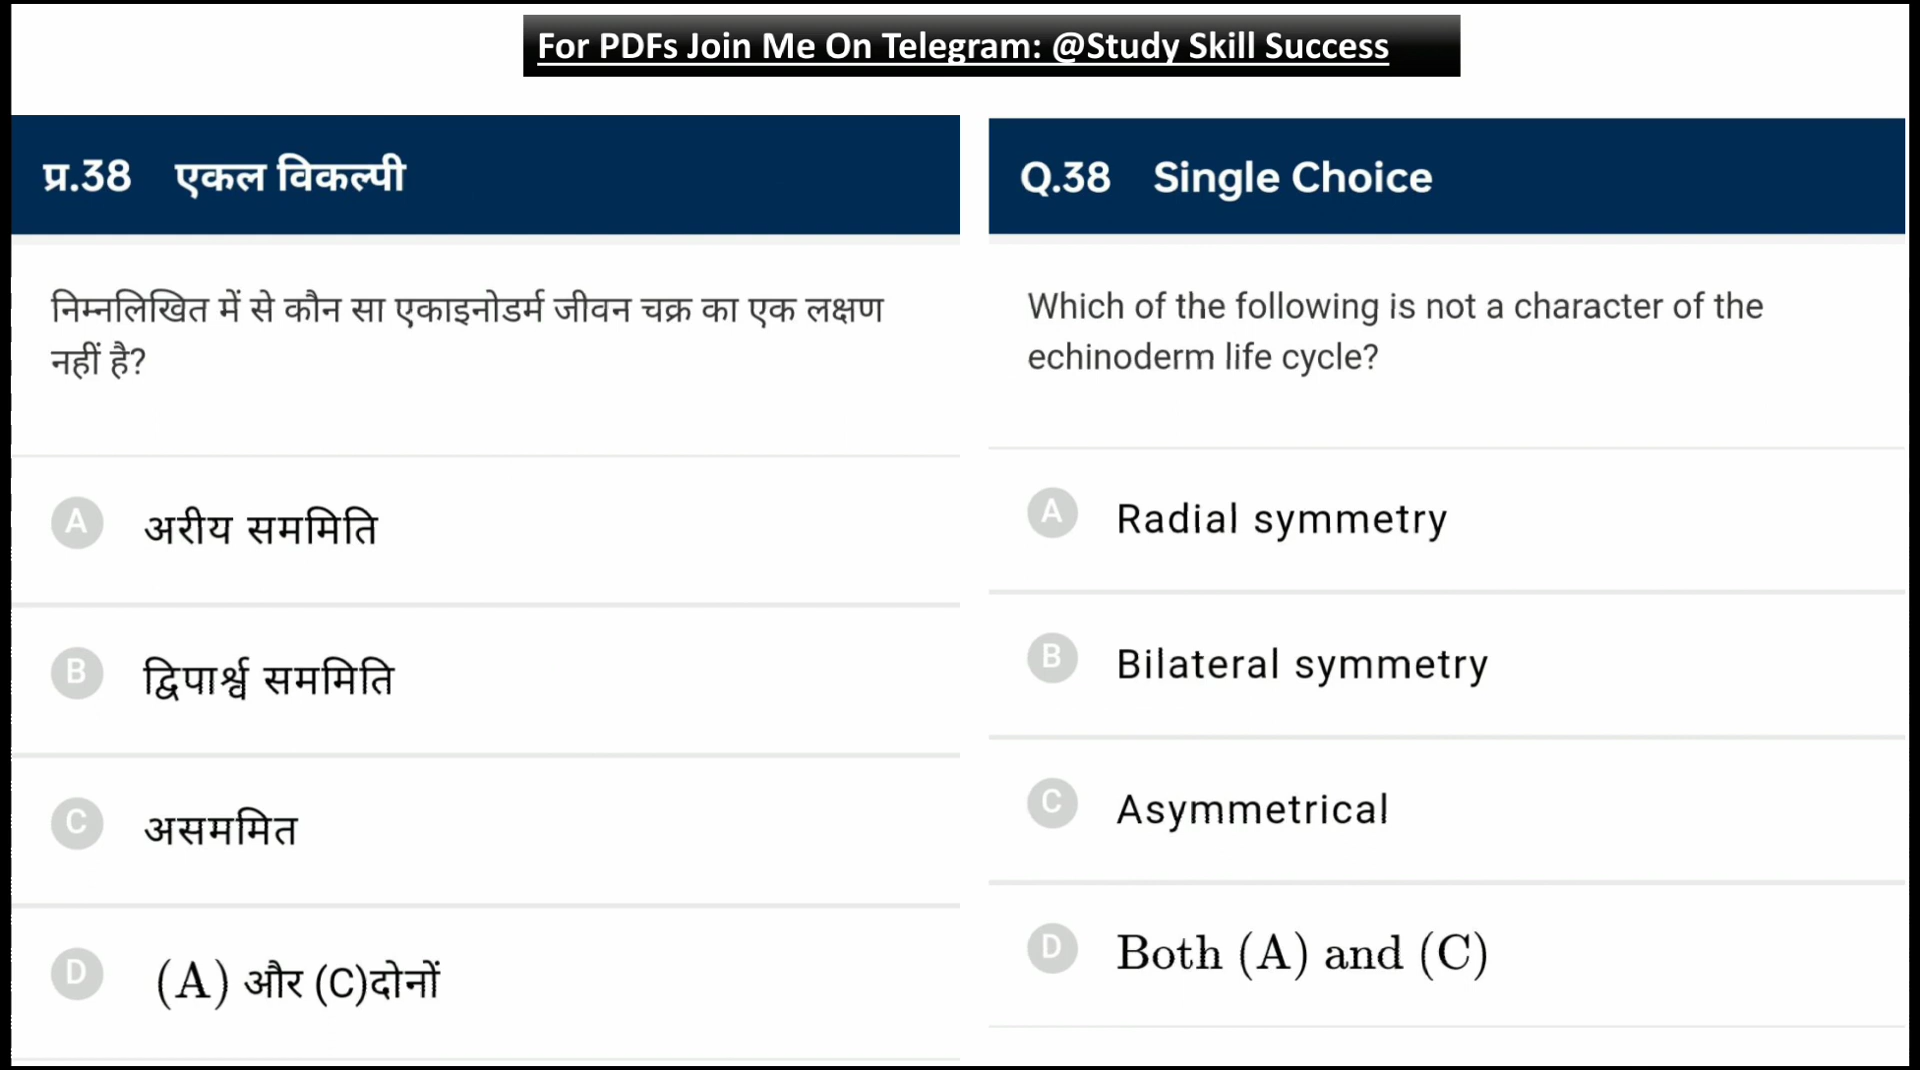 For PDFs Join Me On Telegram: @Study Skill Success
प्र.38 एकल विकल्पी
निम्नलिखित में से कौन सा एकाइनोडर्म जीवन चक्र का एक लक्षण
नहीं है?
A अरीय सममिति
B द्विपार्श्व सममिति
C असममित
D (A) और (C)दोनों
Q.38 Single Choice
Which of the following is not a character of the
echinoderm life cycle?
A Radial symmetry
B Bilateral symmetry
C Asymmetrical
D Both (A) and (C)